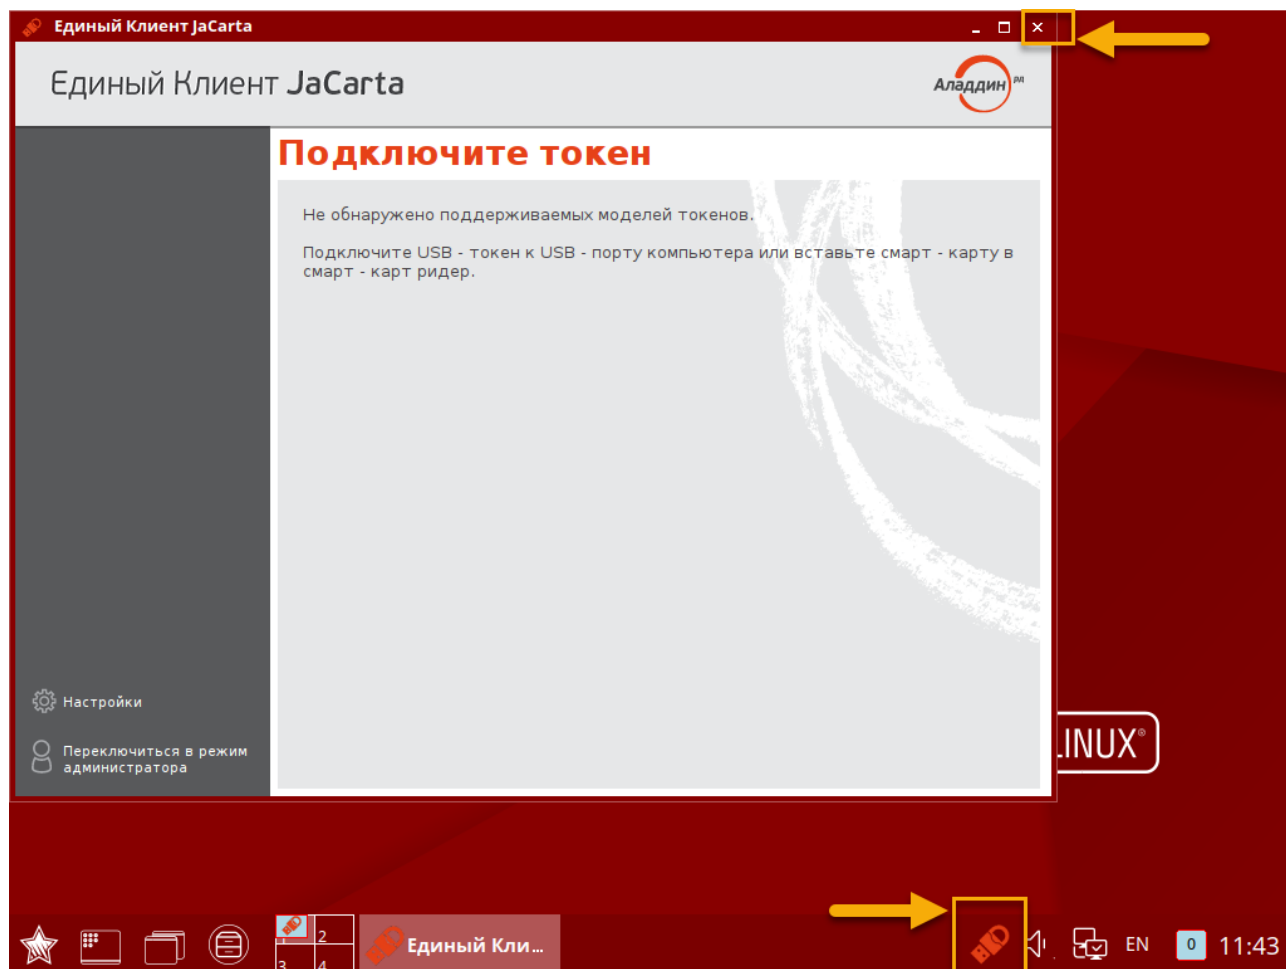 Единый Клиент JaCarta
Единый Клиент JaCarta
Аладдин РД
Подключите токен
Не обнаружено поддерживаемых моделей токенов.
Подключите USB - токен к USB - порту компьютера или вставьте смарт - карту в
смарт - карт ридер.
Настройки
Переключиться в режим
администратора
LINUX®
1 2
3 4
Единый Кли...
EN
0
11:43